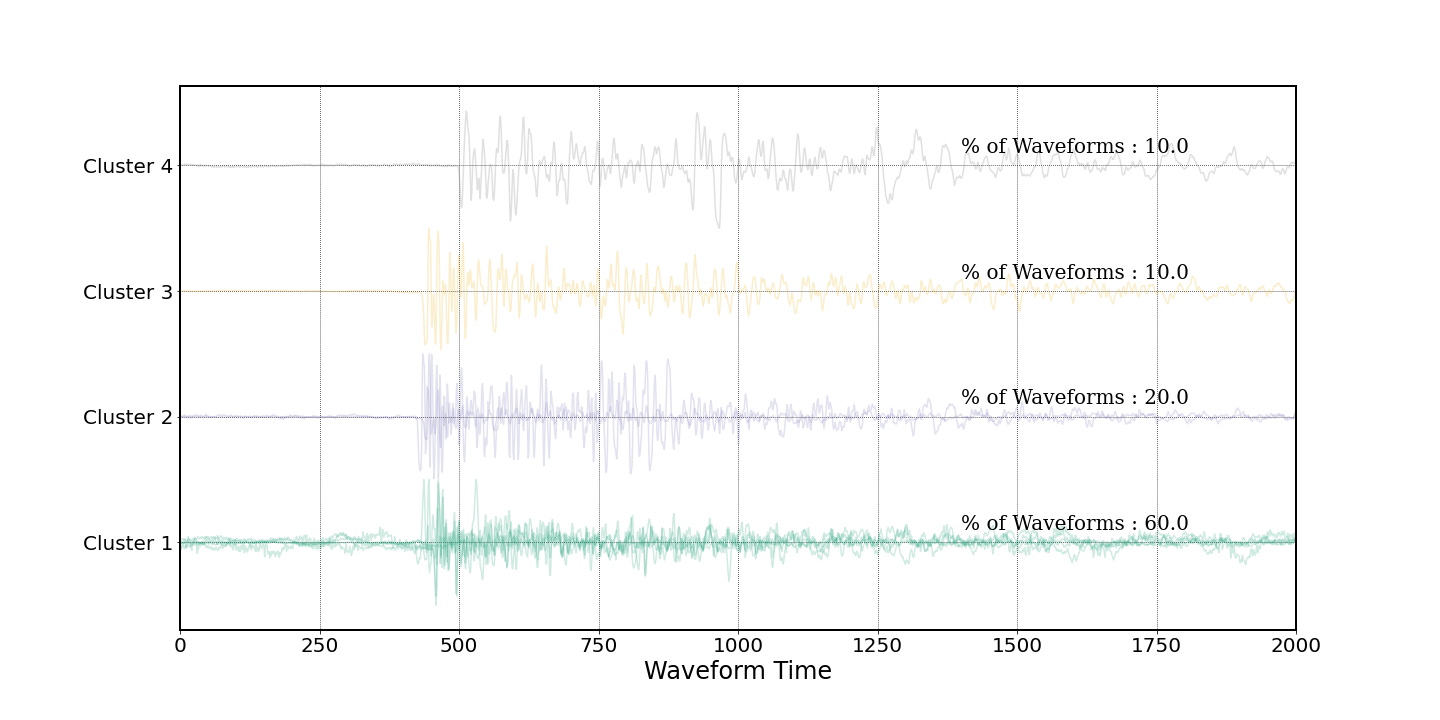 Cluster 4
% of Waveforms : 10.0
Cluster 3
% of Waveforms : 10.0
Cluster 2
% of Waveforms : 20.0
Cluster 1
% of Waveforms : 60.0
0 250 500 750 1000 1250 1500 1750 2000
Waveform Time